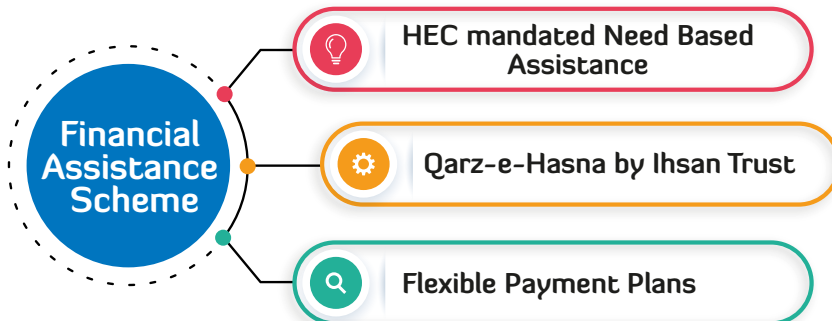 Financial
Assistance
Scheme
HEC mandated Need Based
Assistance
Qarz-e-Hasna by Ihsan Trust
Flexible Payment Plans